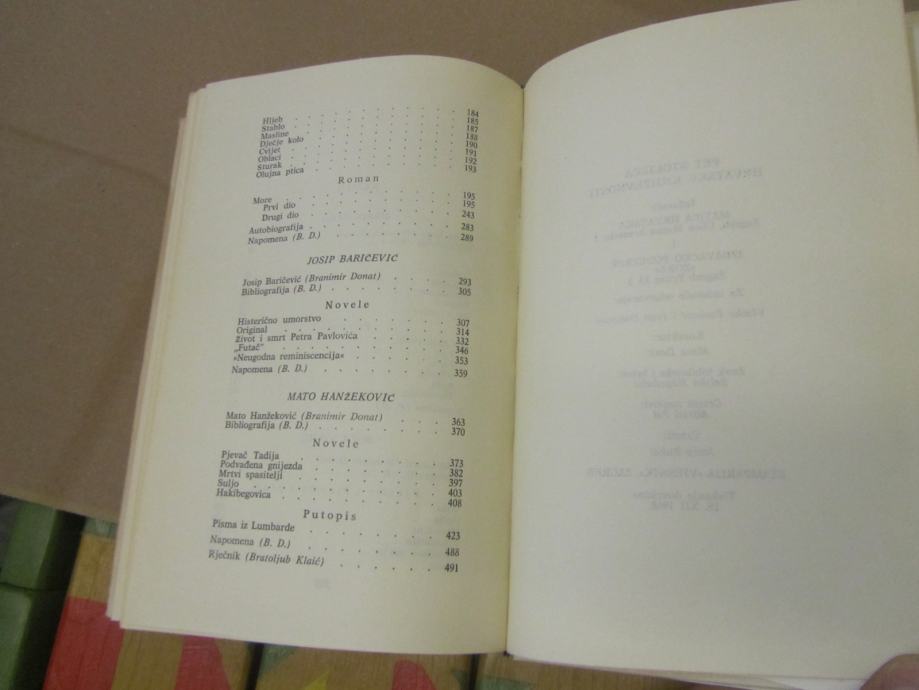 Hljeb . . . . . . . . . . . 184
Stablo . . . . . . . . . . . 185
Masline . . . . . . . . . . . 187
Dječje kolo . . . . . . . . . . 188
Cvijet . . . . . . . . . . . 190
Oblaci . . . . . . . . . . . 191
Šturak . . . . . . . . . . . 192
Olujna ptica . . . . . . . . . . 193
Roman
More . . . . . . . . . . . 195
Prvi dio . . . . . . . . . . 195
Drugi dio . . . . . . . . . . 243
Autobiografija . . . . . . . . . 283
Napomena (B. D.) . . . . . . . . 289
JOSIP BARIČEVIĆ
Josip Baričević (Branimir Donat) . . . . . 293
Bibliografija (B. D.) . . . . . . . . 305
Novele
Histerično umorstvo . . . . . . . . 307
Original . . . . . . . . . . . 314
Život i smrt Petra Pavlovića . . . . . . 332
„Futač“ . . . . . . . . . . . 346
»Neugodna reminiscencija« . . . . . . . 353
Napomena (B. D.) . . . . . . . . 359
MATO HANŽEKOVIĆ
Mato Hanžeković (Branimir Donat) . . . . . 363
Bibliografija (B. D.) . . . . . . . . 370
Novele
Pjevač Tadija . . . . . . . . . 373
Podvađena gnijezda . . . . . . . . 382
Mrtvi spasitelji . . . . . . . . . 397
Suljo . . . . . . . . . . . 403
Hakibegovica . . . . . . . . . . 408
Putopis
Pisma iz Lumbarde . . . . . . . . 423
Napomena (B. D.) . . . . . . . . 488
Rječnik (Bratoljub Klaić) . . . . . . . 491